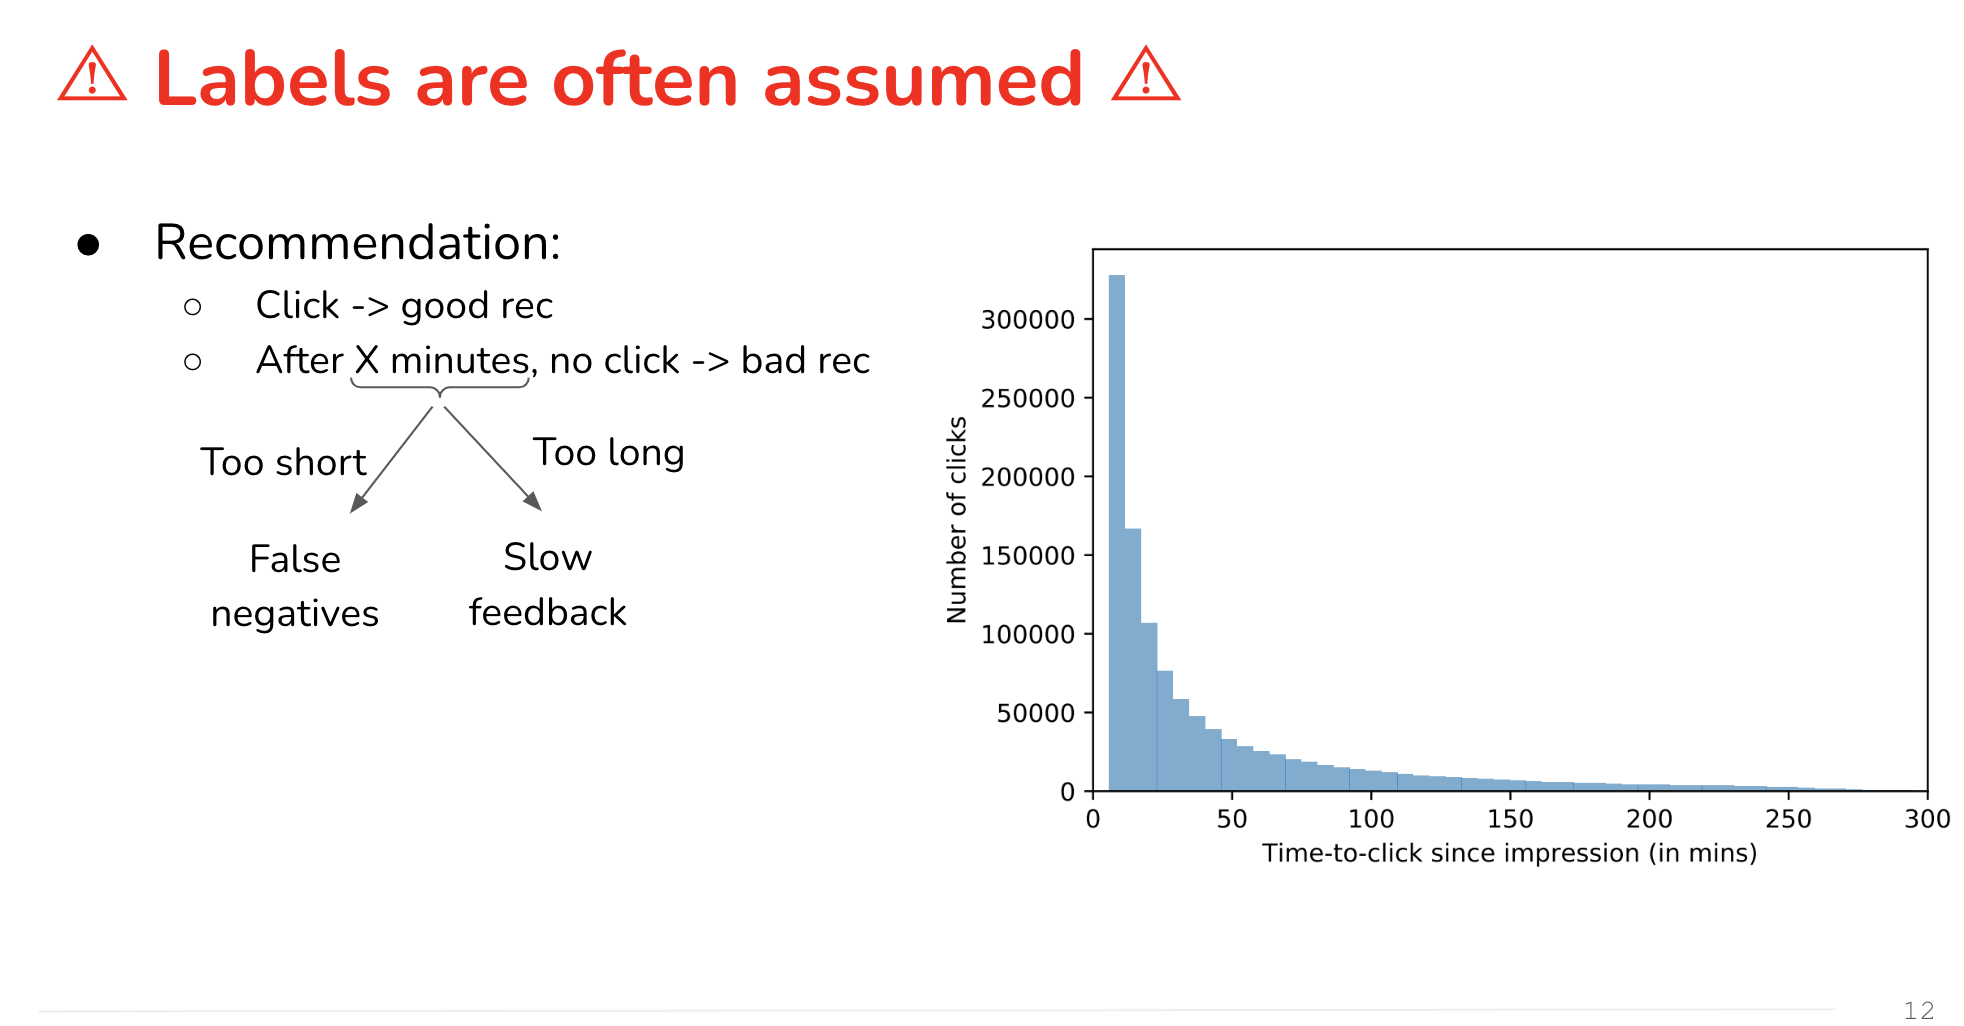 ⚠ Labels are often assumed ⚠
● Recommendation:
○ Click -> good rec
○ After X minutes, no click -> bad rec
Too short
Too long
False
negatives
Slow
feedback
Number of clicks
300000
250000
200000
150000
100000
50000
0
0 50 100 150 200 250 300
Time-to-click since impression (in mins)
12